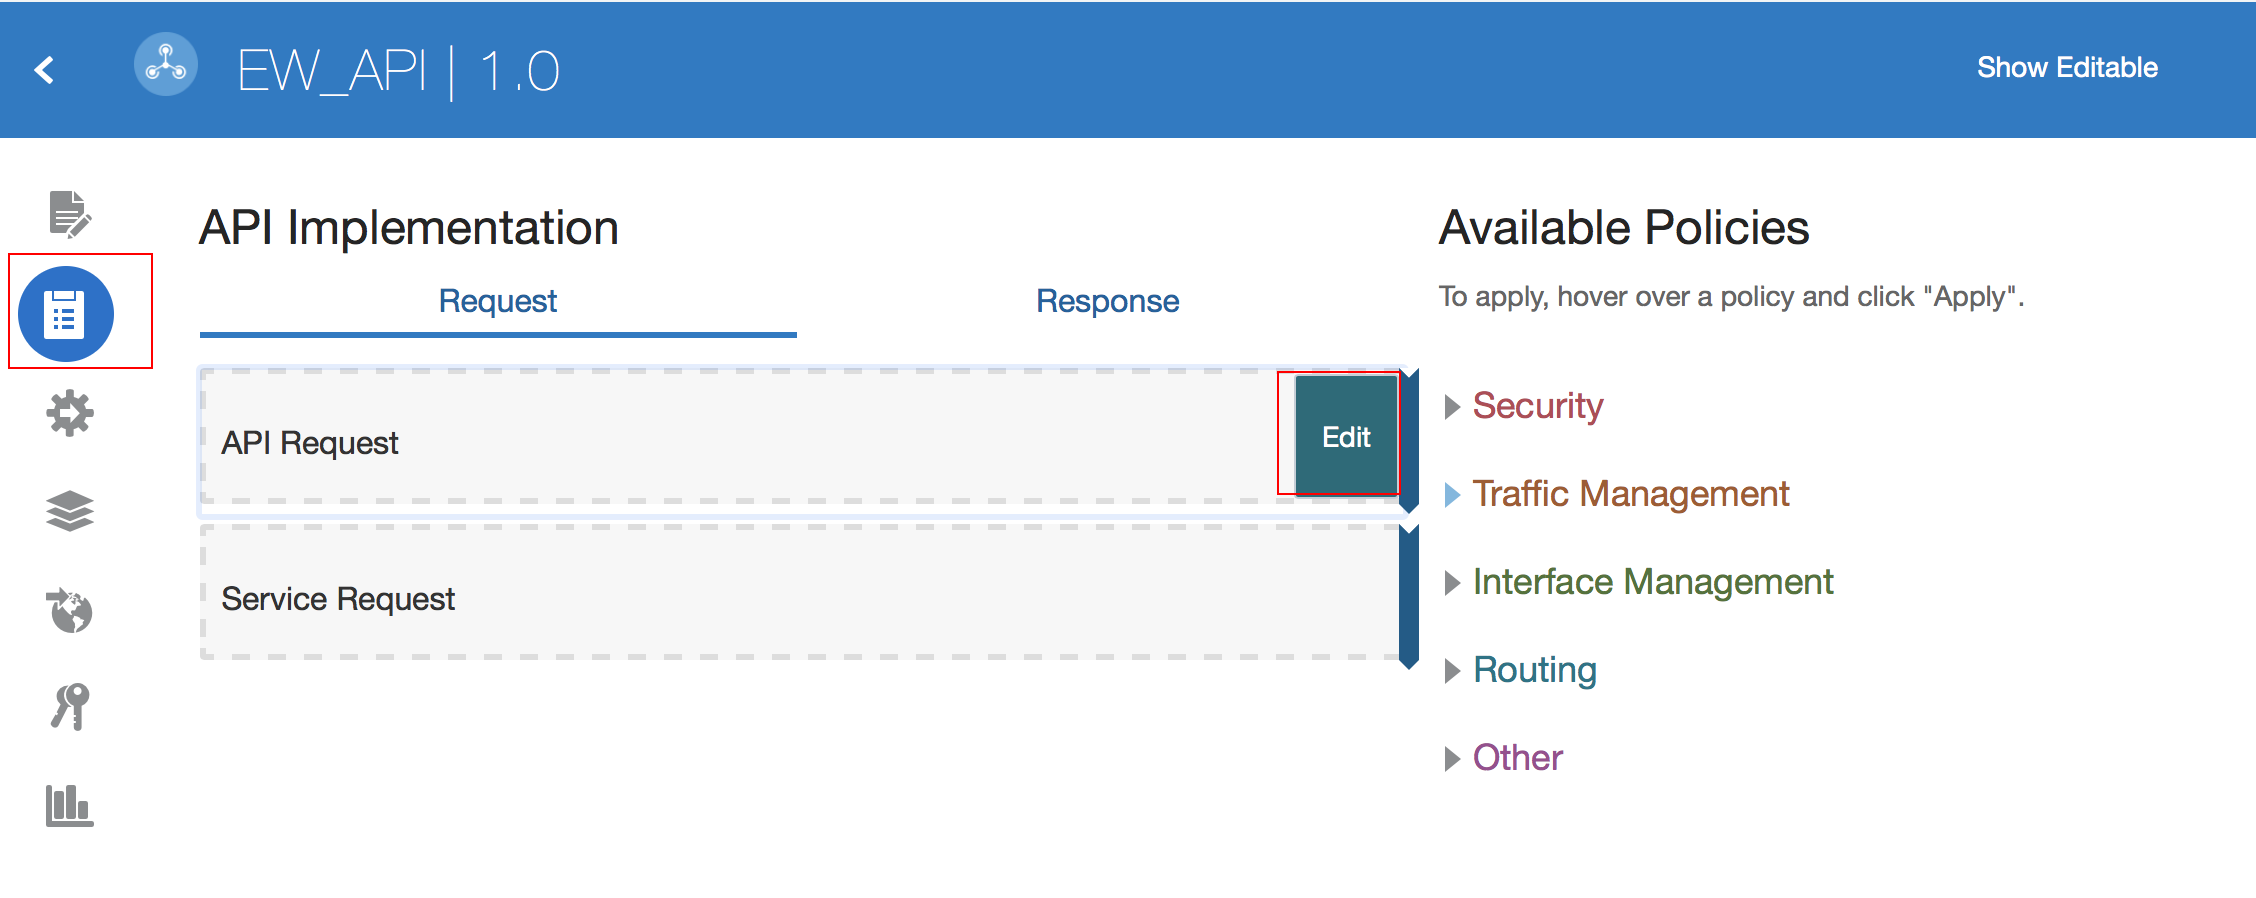 EW_API | 1.0
Show Editable
API Implementation
Request
Response
API Request
Edit
Service Request
Available Policies
To apply, hover over a policy and click "Apply".
Security
Traffic Management
Interface Management
Routing
Other